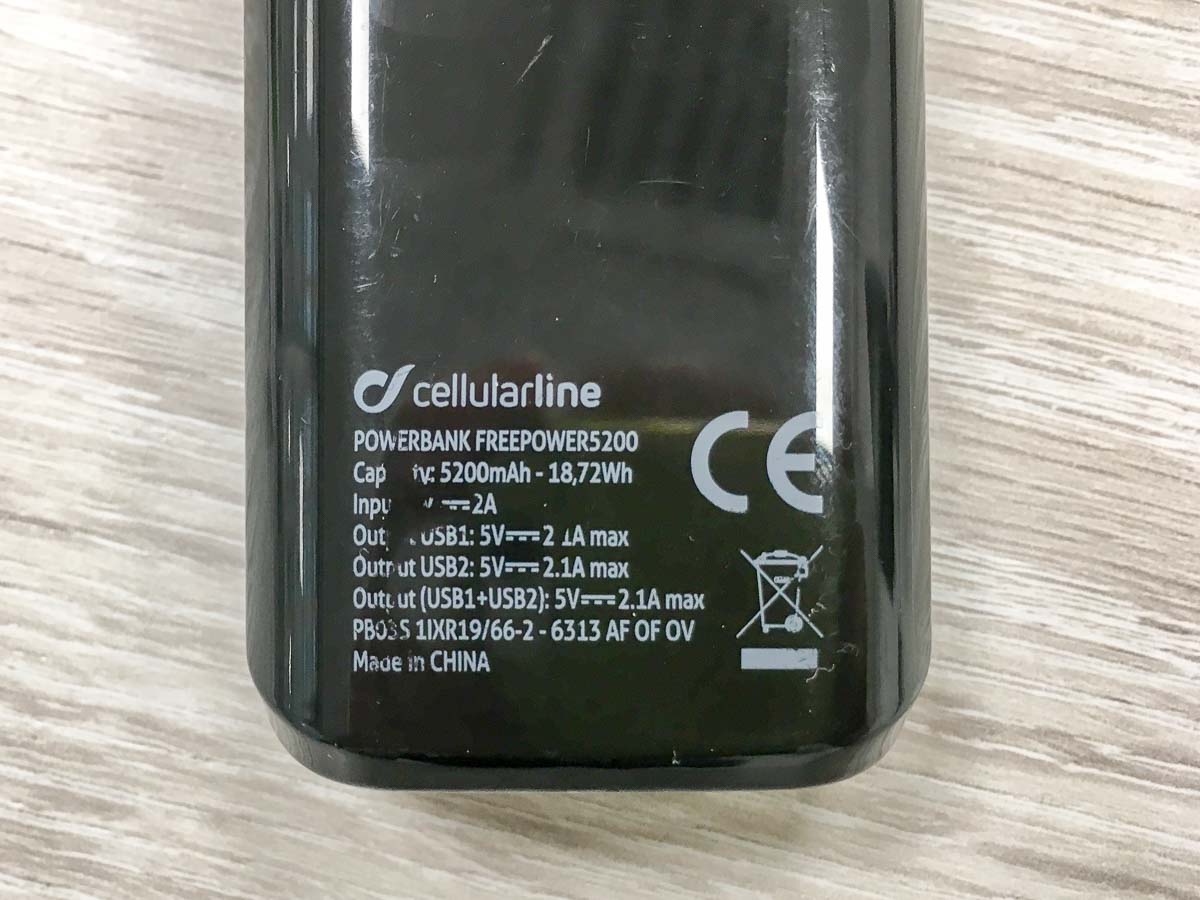 cellularline
POWERBANK FREEPOWER5200
5200mAh - 18,72Wh
2A
USB1: 5V⎓2.1A max
Output USB2: 5V⎓2.1A max
Output (USB1+USB2): 5V⎓2.1A max
1IXR19/66-2 - 6313 AF OF OV
Made in CHINA
CE